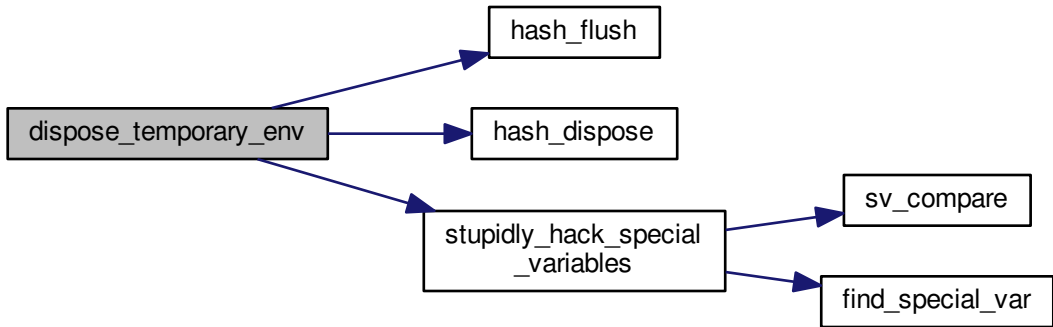 hash_flush
dispose_temporary_env
hash_dispose
stupidly_hack_special
_variables
sv_compare
find_special_var